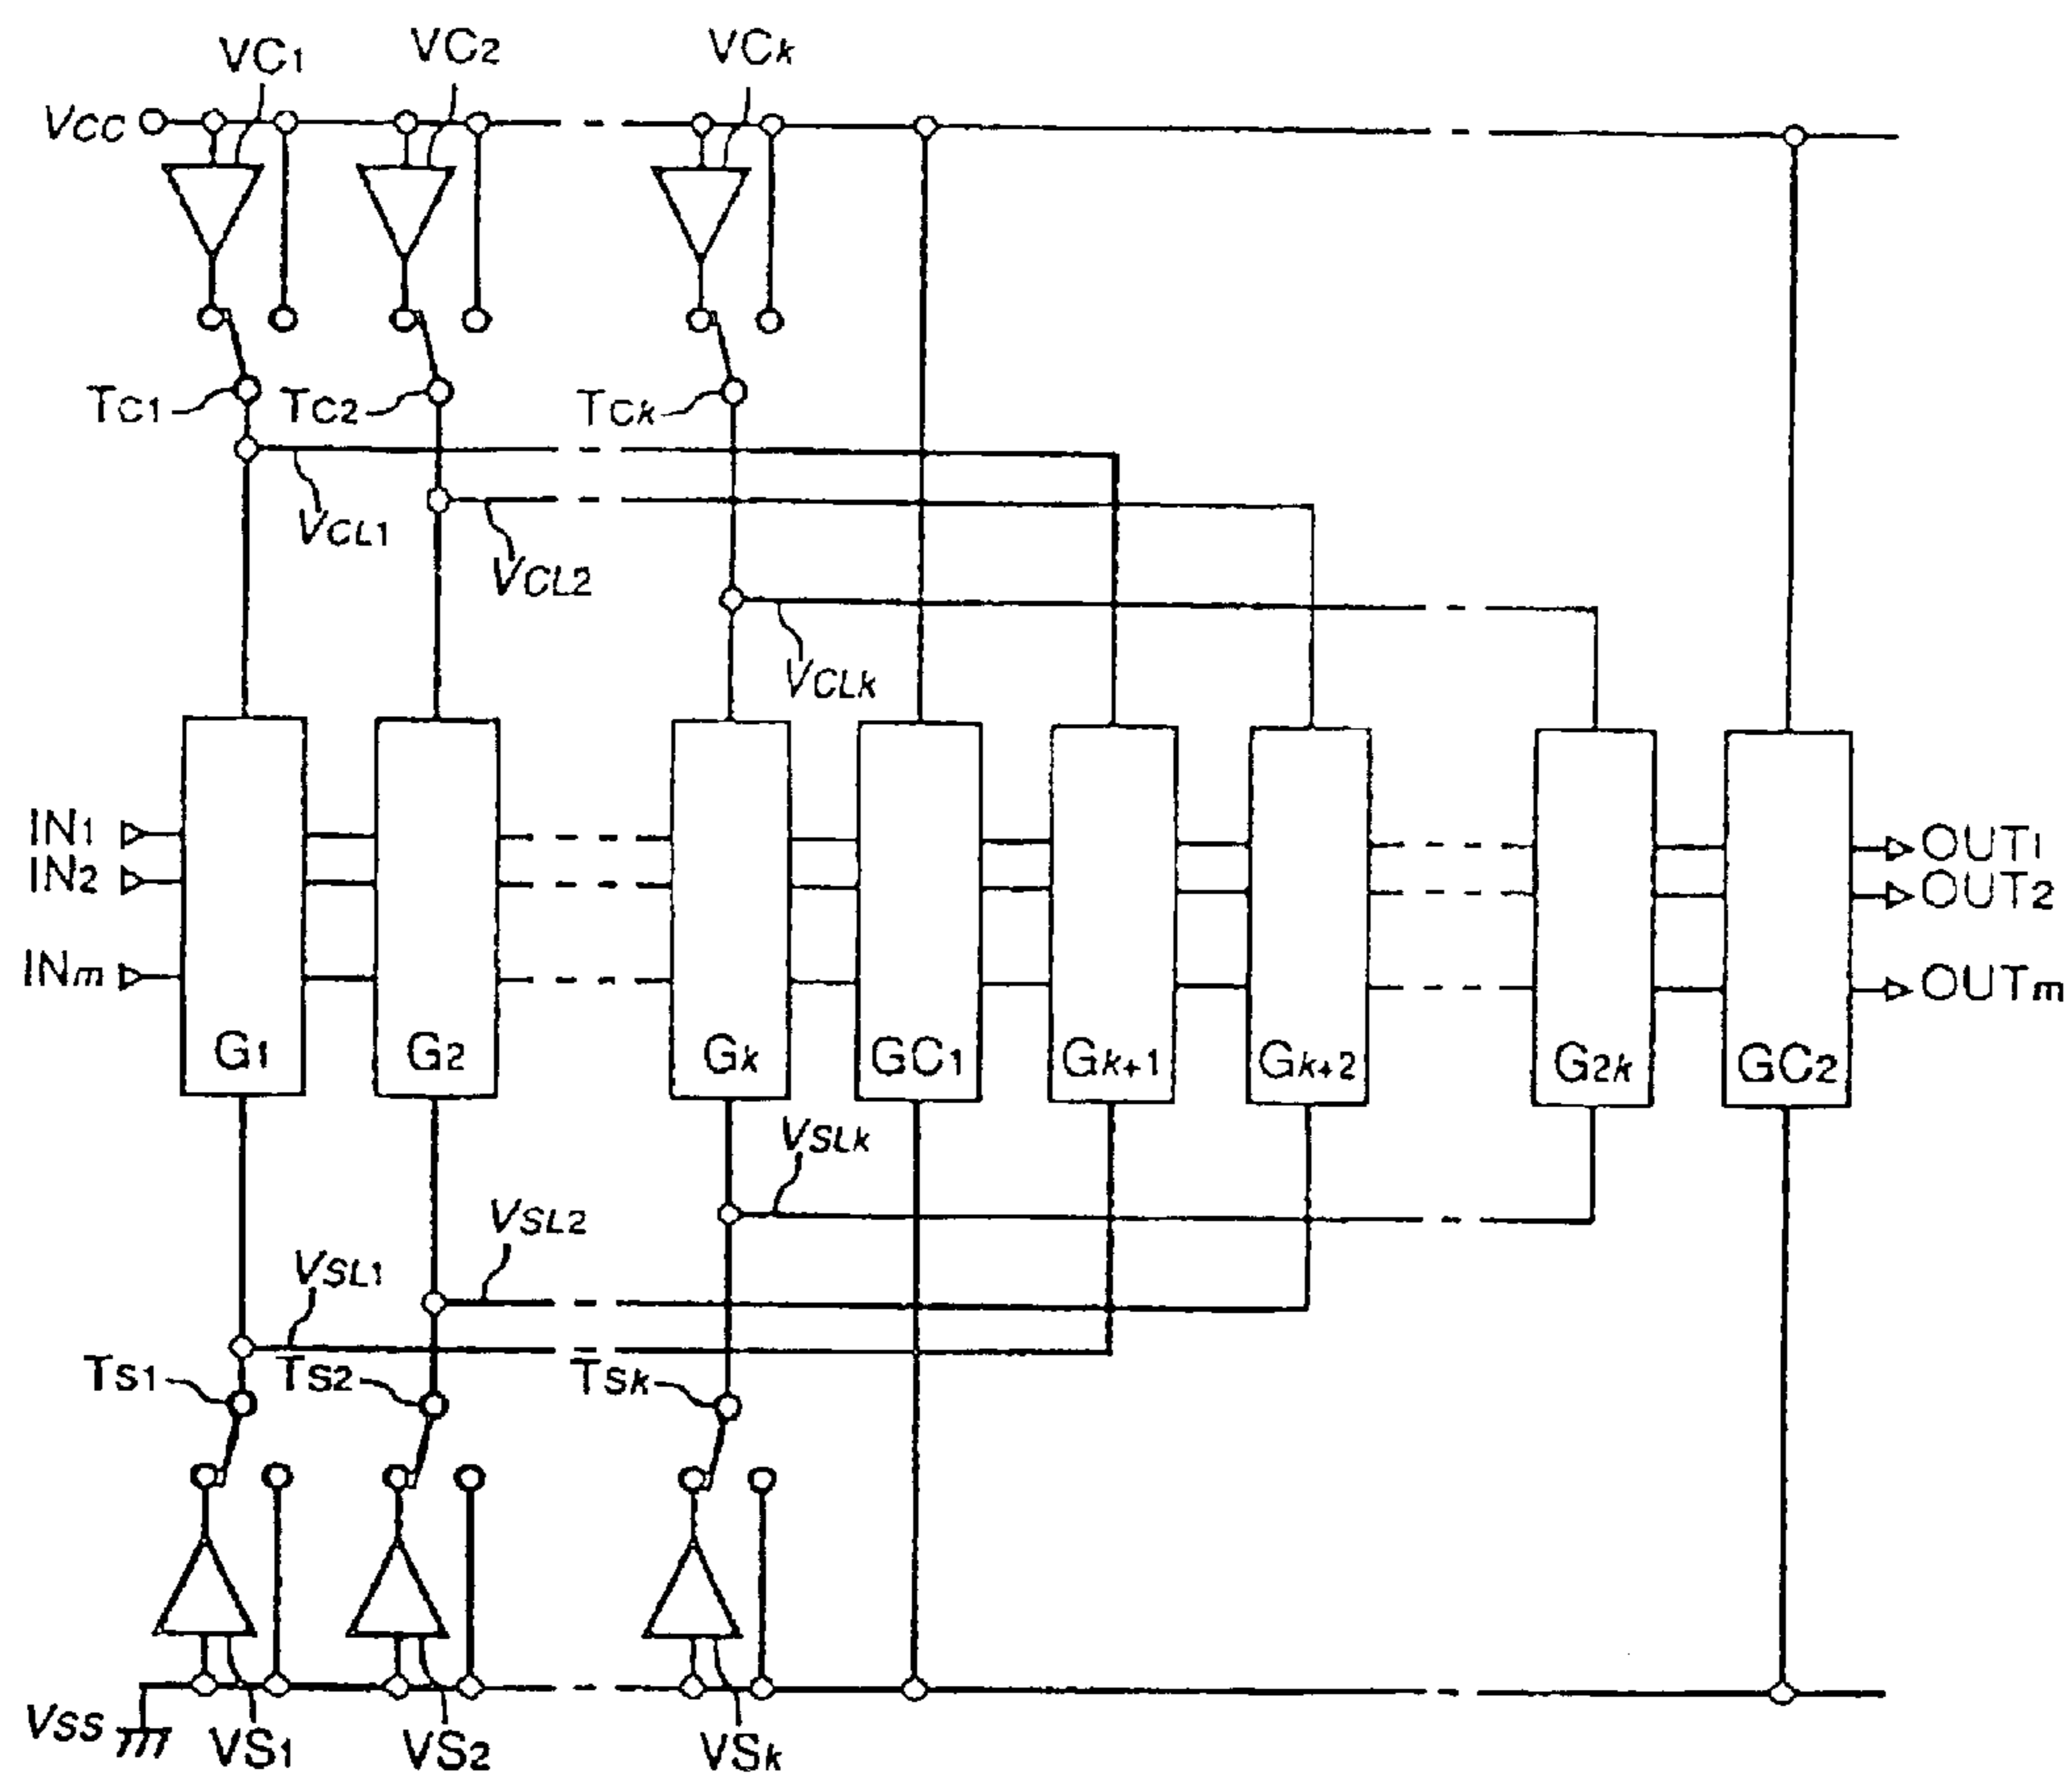 VC1 VC2 VCk
VCC
TC1 TC2 TCk
VCL1
VCL2
VCLk
IN1 OUT1
IN2 OUT2
INm OUTm
G1 G2 Gk GC1 Gk+1 Gk+2 G2k GC2
VSLk
VSL2
VSL1
TS1 TS2 TSk
VSS
VS1 VS2 VSk